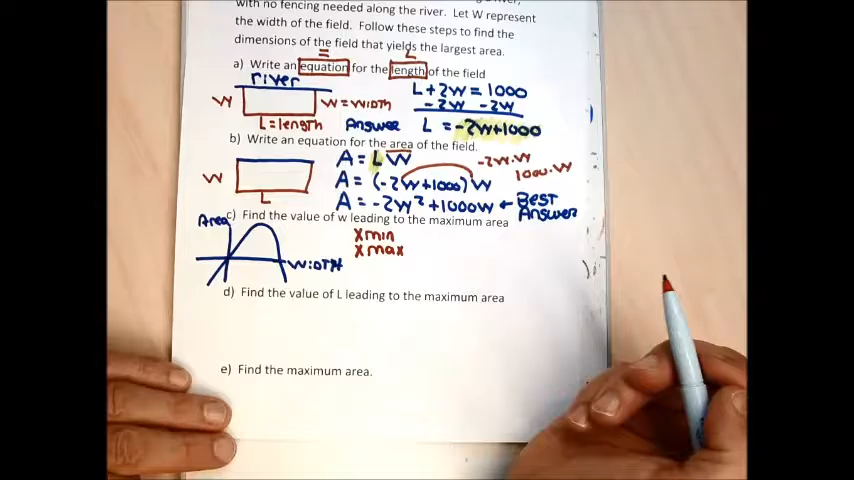 with no fencing needed along the river. Let W represent
the width of the field. Follow these steps to find the
dimensions of the field that yields the largest area.
= L
a) Write an equation for the length of the field
river
W W = WIDTH L + 2W = 1000
-2W -2W
L = length Answer L = -2W+1000
b) Write an equation for the area of the field.
A = L W -2W·W
W A = (-2W+1000)W 1000·W
L A = -2W² +1000W ← BEST Answer
c) Find the value of w leading to the maximum area
Area Xmin
Xmax
WIDTH
d) Find the value of L leading to the maximum area
e) Find the maximum area.